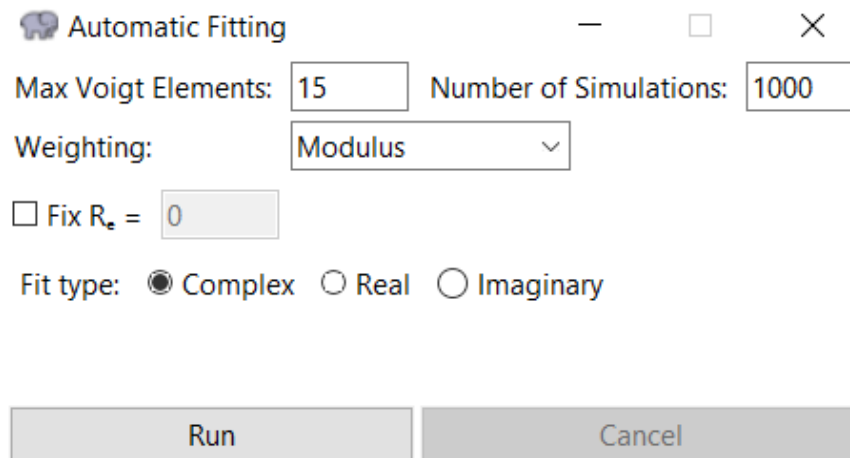 Automatic Fitting
Max Voigt Elements: 15 Number of Simulations: 1000
Weighting: Modulus
Fix Rₑ = 0
Fit type: Complex Real Imaginary
Run Cancel